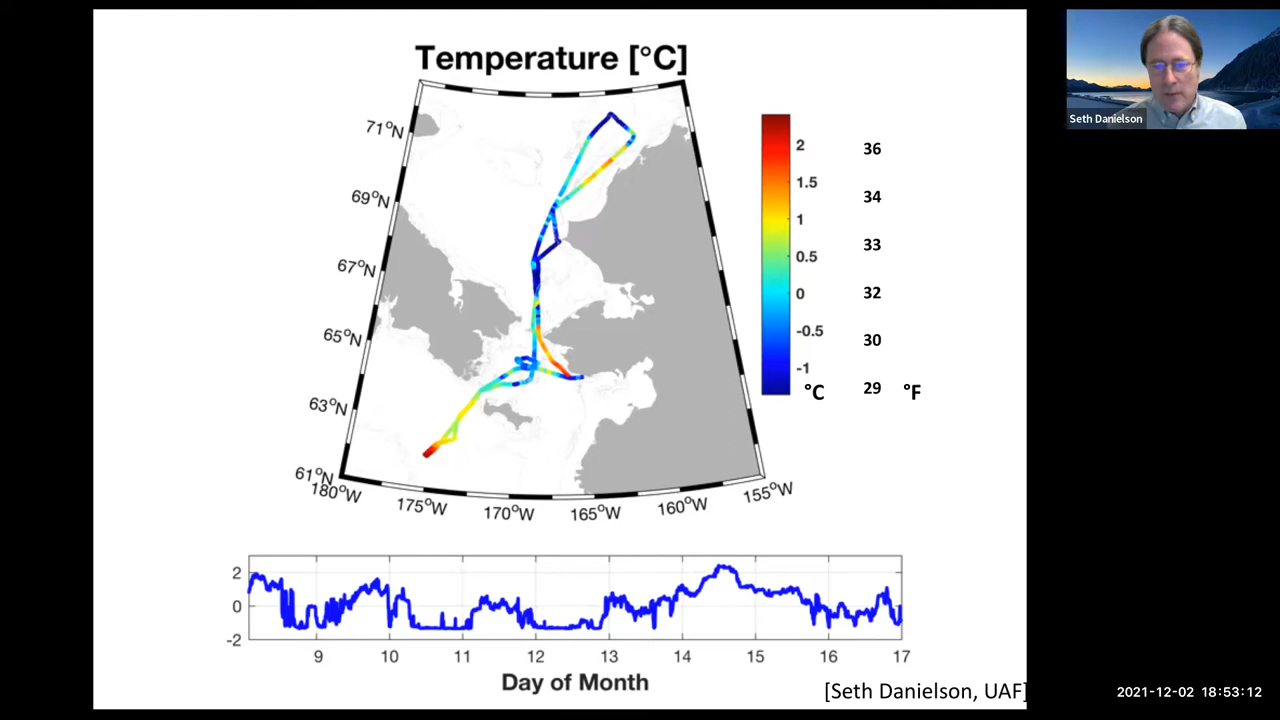 Temperature [°C]
Seth Danielson
71°N
69°N
67°N
65°N
63°N
61°N
180°W
175°W
170°W
165°W
160°W
155°W
2
1.5
1
0.5
0
-0.5
-1
°C
36
34
33
32
30
29
°F
2
0
-2
9
10
11
12
13
14
15
16
17
Day of Month
[Seth Danielson, UAF]
2021-12-02 18:53:12